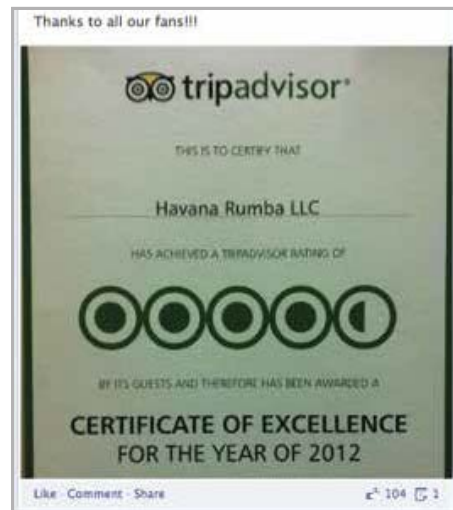 Thanks to all our fans!!!
tripadvisor®
THIS IS TO CERTIFY THAT
Havana Rumba LLC
HAS ACHIEVED A TRIPADVISOR RATING OF
BY ITS GUESTS AND THEREFORE HAS BEEN AWARDED A
CERTIFICATE OF EXCELLENCE
FOR THE YEAR OF 2012
Like · Comment · Share 104 1